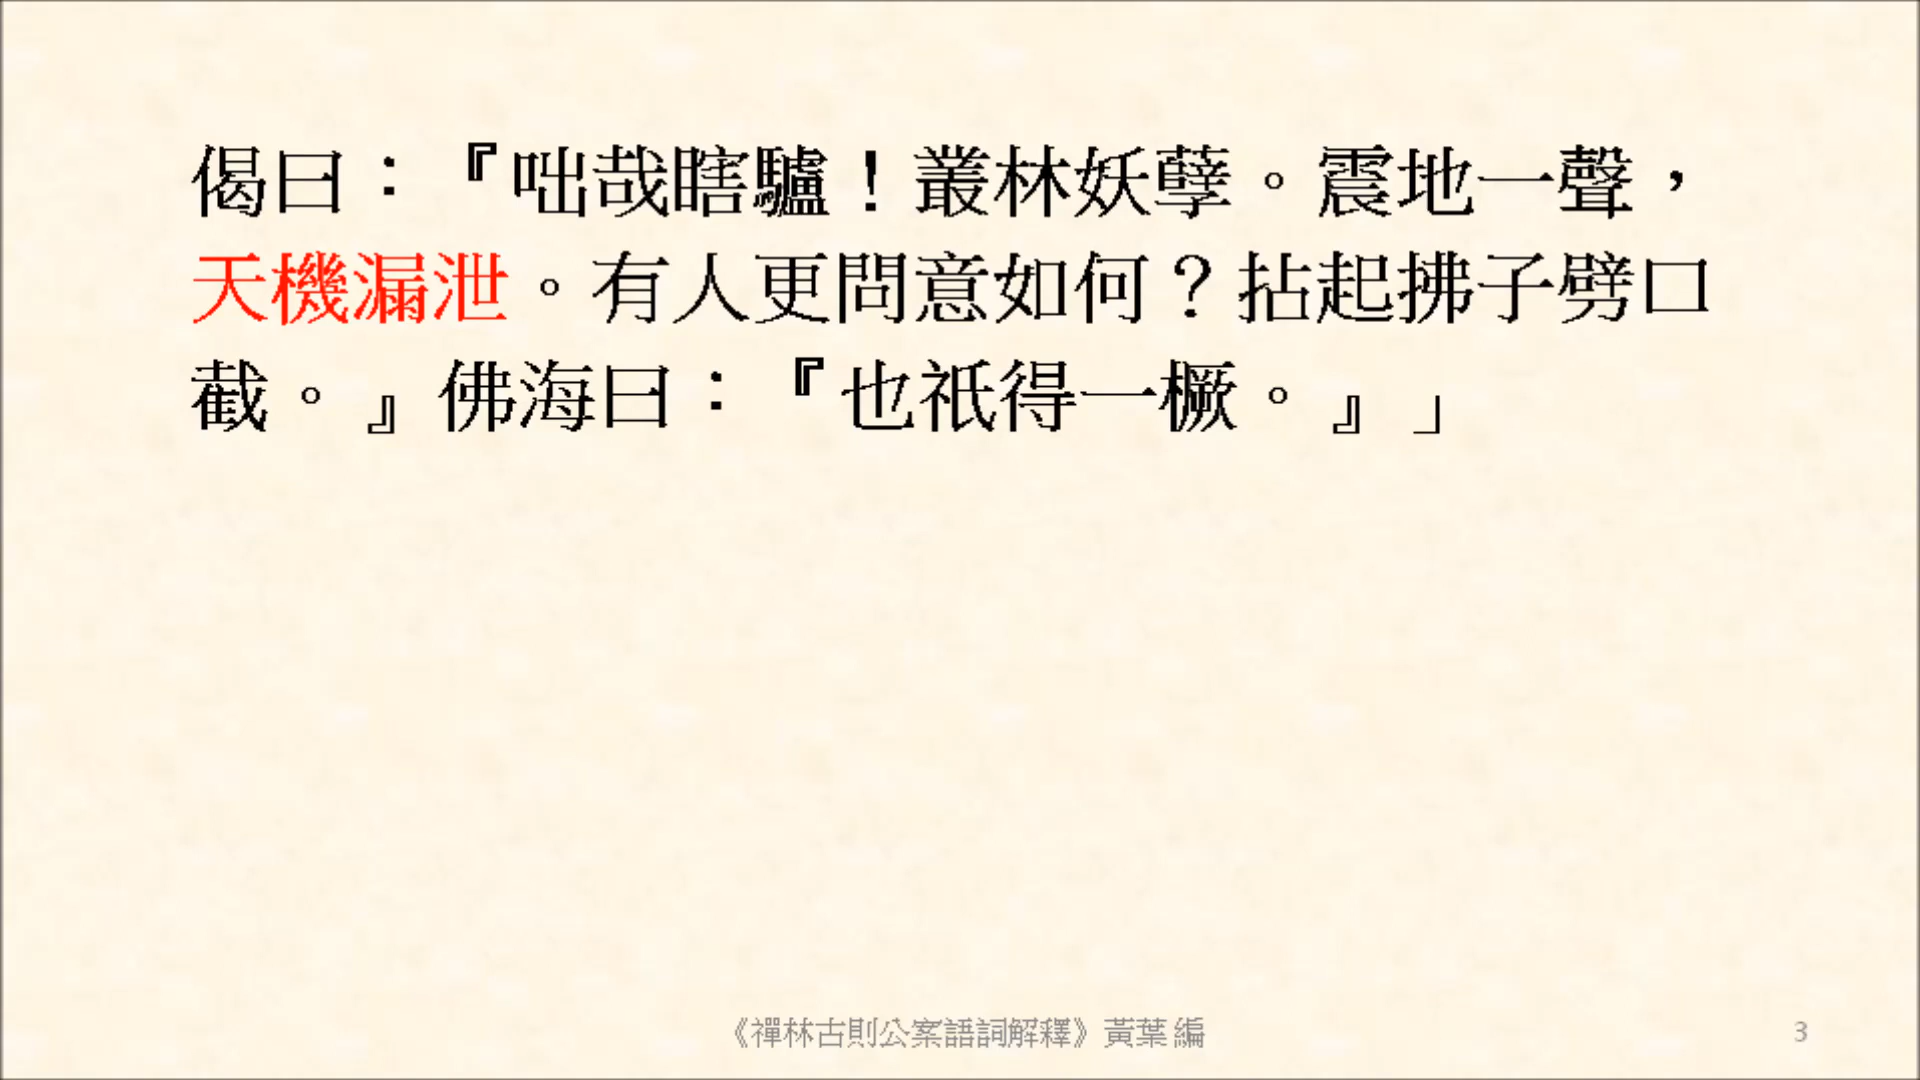 偈曰：『咄哉瞎驢！叢林妖孽。震地一聲，
天機漏泄。有人更問意如何？拈起拂子劈口
截。』佛海曰：『也祇得一橛。』」
《禪林古則公案語詞解釋》黃葉 編
3